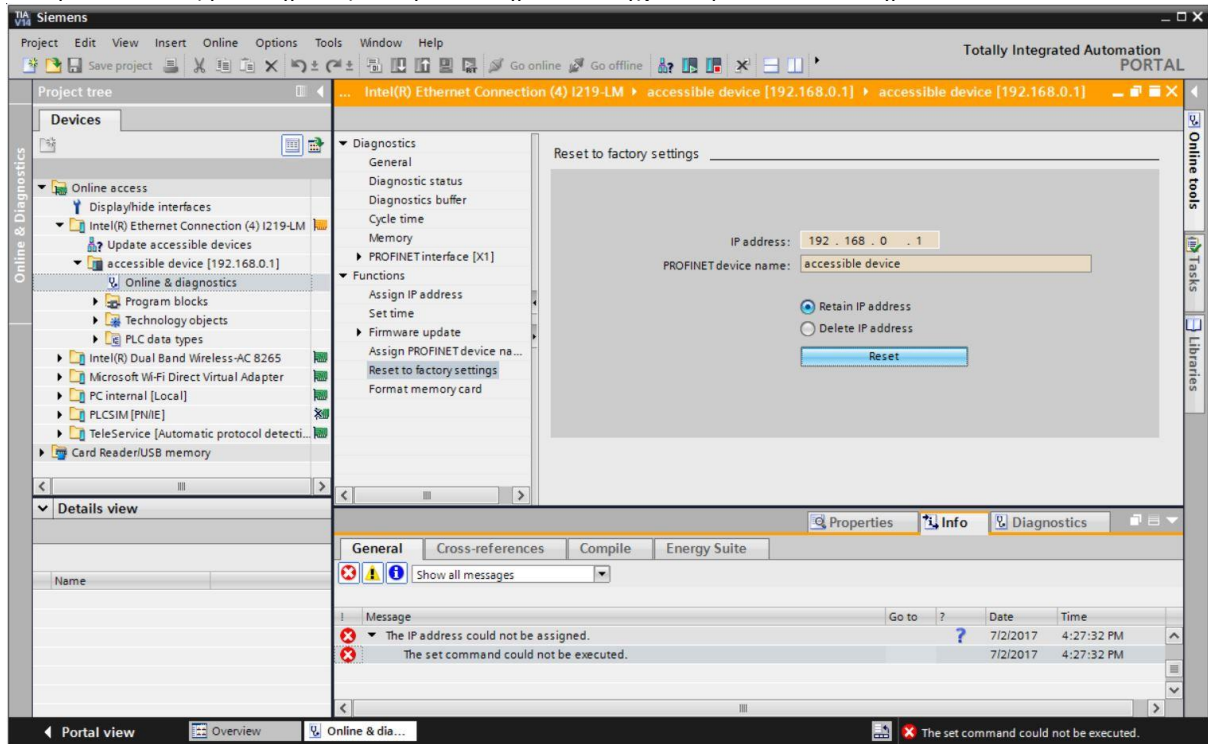 TIA V14 Siemens
Project Edit View Insert Online Options Tools Window Help
Totally Integrated Automation
PORTAL
Save project Go online Go offline
Project tree
... Intel(R) Ethernet Connection (4) I219-LM accessible device [192.168.0.1] accessible device [192.168.0.1]
Devices
Online access
Display/hide interfaces
Intel(R) Ethernet Connection (4) I219-LM
Update accessible devices
accessible device [192.168.0.1]
Online & diagnostics
Program blocks
Technology objects
PLC data types
Intel(R) Dual Band Wireless-AC 8265
Microsoft Wi-Fi Direct Virtual Adapter
PC internal [Local]
PLCSIM [PN/IE]
TeleService [Automatic protocol detecti...
Card Reader/USB memory
Details view
Name
Online & Diagnostics
Diagnostics
General
Diagnostic status
Diagnostics buffer
Cycle time
Memory
PROFINET interface [X1]
Functions
Assign IP address
Set time
Firmware update
Assign PROFINET device na...
Reset to factory settings
Format memory card
Reset to factory settings
IP address: 192 . 168 . 0 . 1
PROFINET device name: accessible device
Retain IP address
Delete IP address
Reset
Online tools
Tasks
Libraries
Properties Info Diagnostics
General Cross-references Compile Energy Suite
Show all messages
! Message Go to ? Date Time
The IP address could not be assigned. ? 7/2/2017 4:27:32 PM
The set command could not be executed. 7/2/2017 4:27:32 PM
Portal view Overview Online & dia... The set command could not be executed.